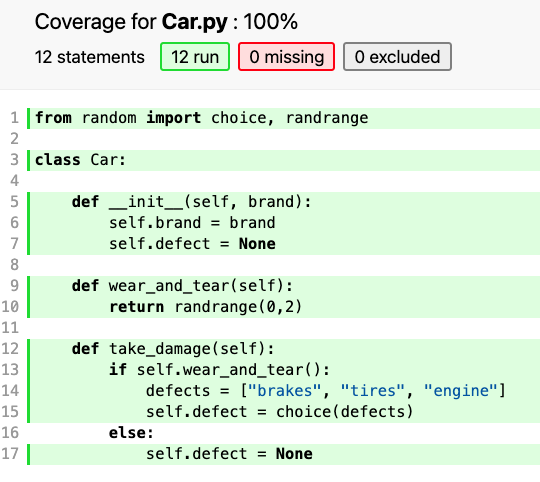 Coverage for Car.py : 100%
12 statements 12 run 0 missing 0 excluded
1 from random import choice, randrange
2
3 class Car:
4
5     def __init__(self, brand):
6         self.brand = brand
7         self.defect = None
8
9     def wear_and_tear(self):
10         return randrange(0,2)
11
12     def take_damage(self):
13         if self.wear_and_tear():
14             defects = ["brakes", "tires", "engine"]
15             self.defect = choice(defects)
16         else:
17             self.defect = None